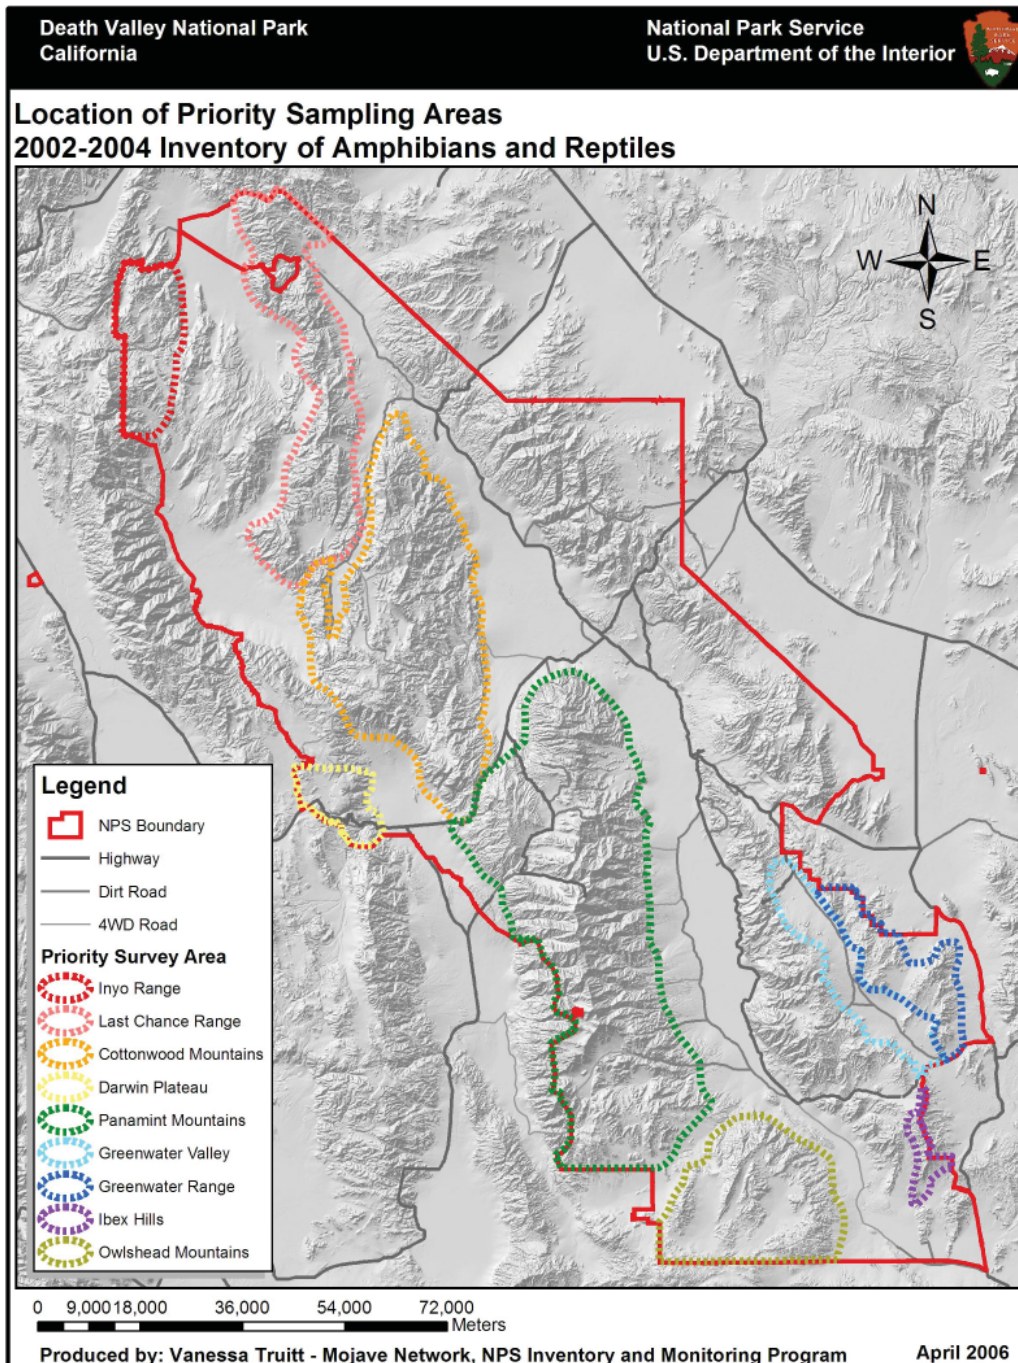 Death Valley National Park
California
National Park Service
U.S. Department of the Interior
Location of Priority Sampling Areas
2002-2004 Inventory of Amphibians and Reptiles
N
W E
S
Legend
NPS Boundary
Highway
Dirt Road
4WD Road
Priority Survey Area
Inyo Range
Last Chance Range
Cottonwood Mountains
Darwin Plateau
Panamint Mountains
Greenwater Valley
Greenwater Range
Ibex Hills
Owlshead Mountains
0 9,000 18,000 36,000 54,000 72,000
Meters
Produced by: Vanessa Truitt - Mojave Network, NPS Inventory and Monitoring Program April 2006